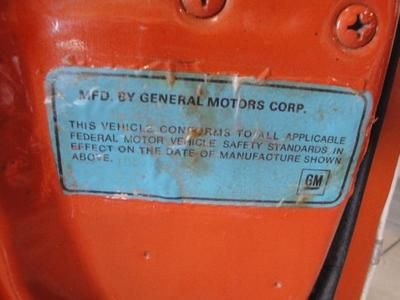 MFD. BY GENERAL MOTORS CORP.
THIS VEHICLE CONFORMS TO ALL APPLICABLE
FEDERAL MOTOR VEHICLE SAFETY STANDARDS IN
EFFECT ON THE DATE OF MANUFACTURE SHOWN
ABOVE.
GM